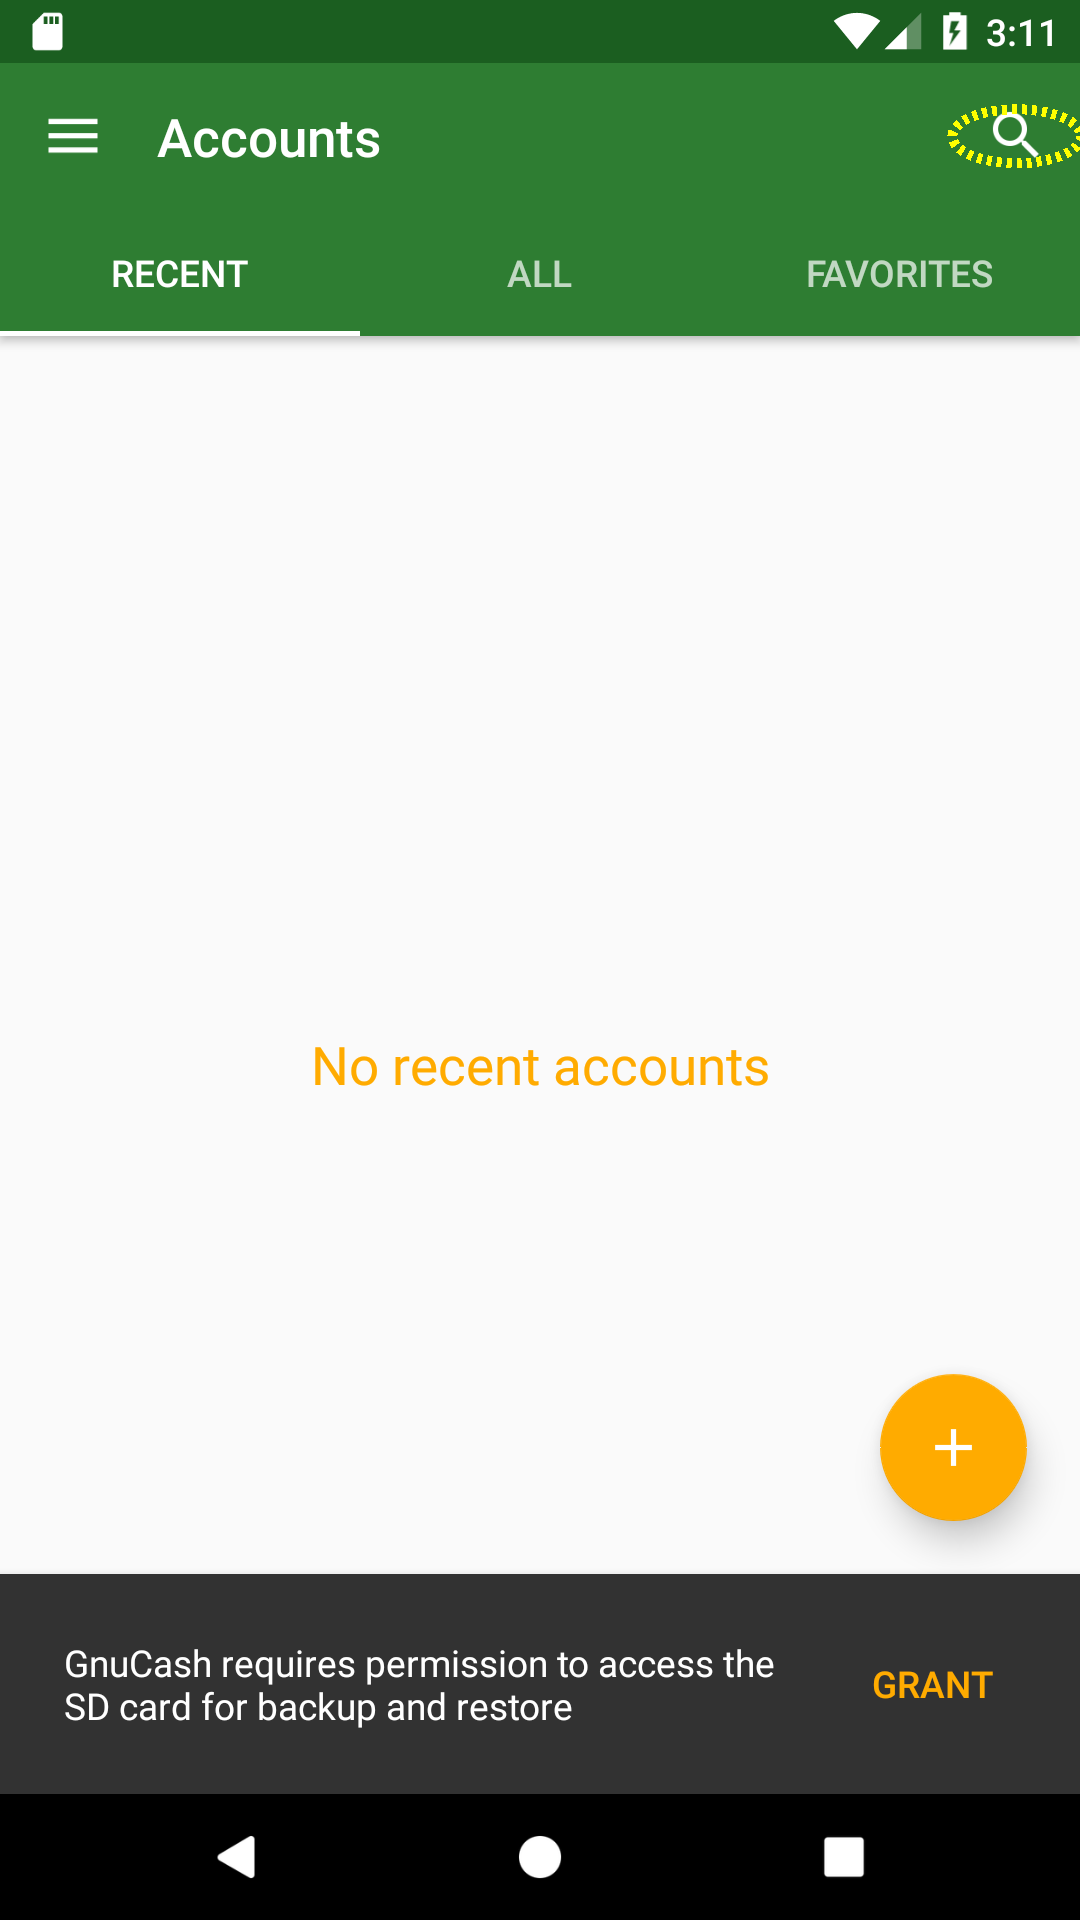 3:11
Accounts
RECENT
ALL
FAVORITES
No recent accounts
GnuCash requires permission to access the
SD card for backup and restore
GRANT